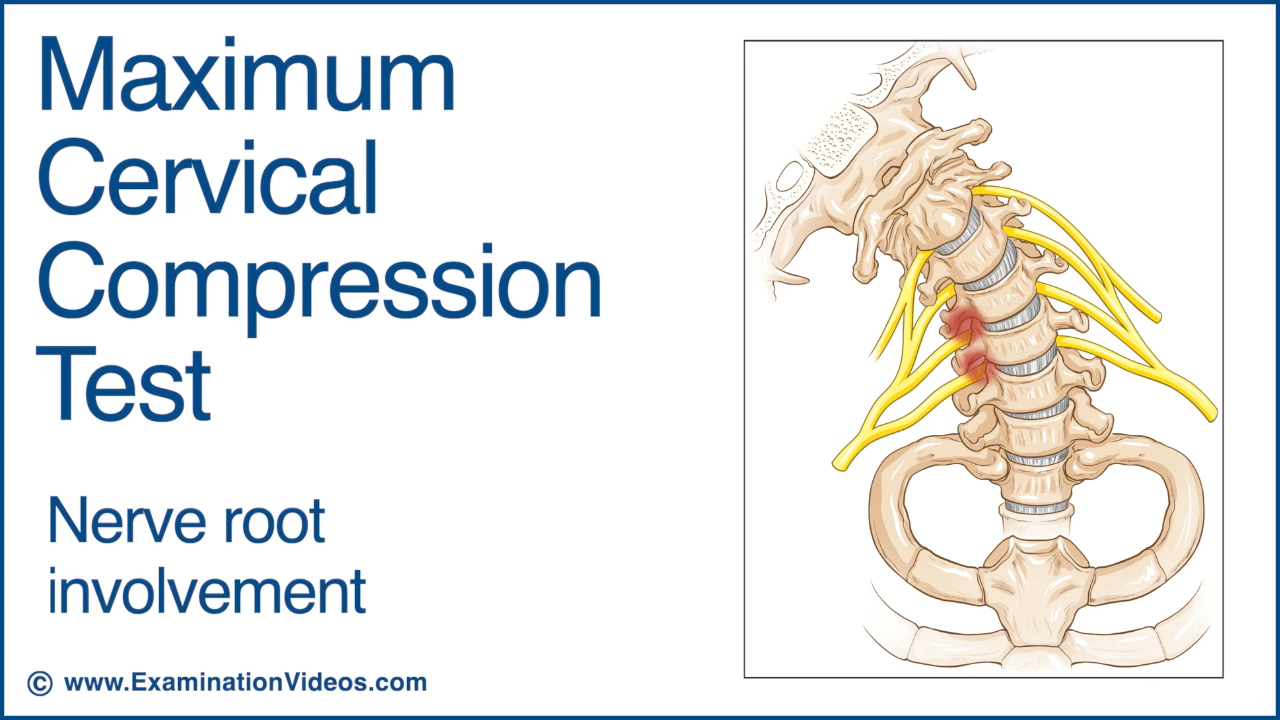 Maximum
Cervical
Compression
Test
Nerve root
involvement
© www.ExaminationVideos.com